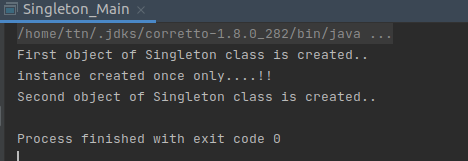 Singleton_Main ×
/home/ttn/.jdks/corretto-1.8.0_282/bin/java ...
First object of Singleton class is created..
instance created once only....!!
Second object of Singleton class is created..
Process finished with exit code 0